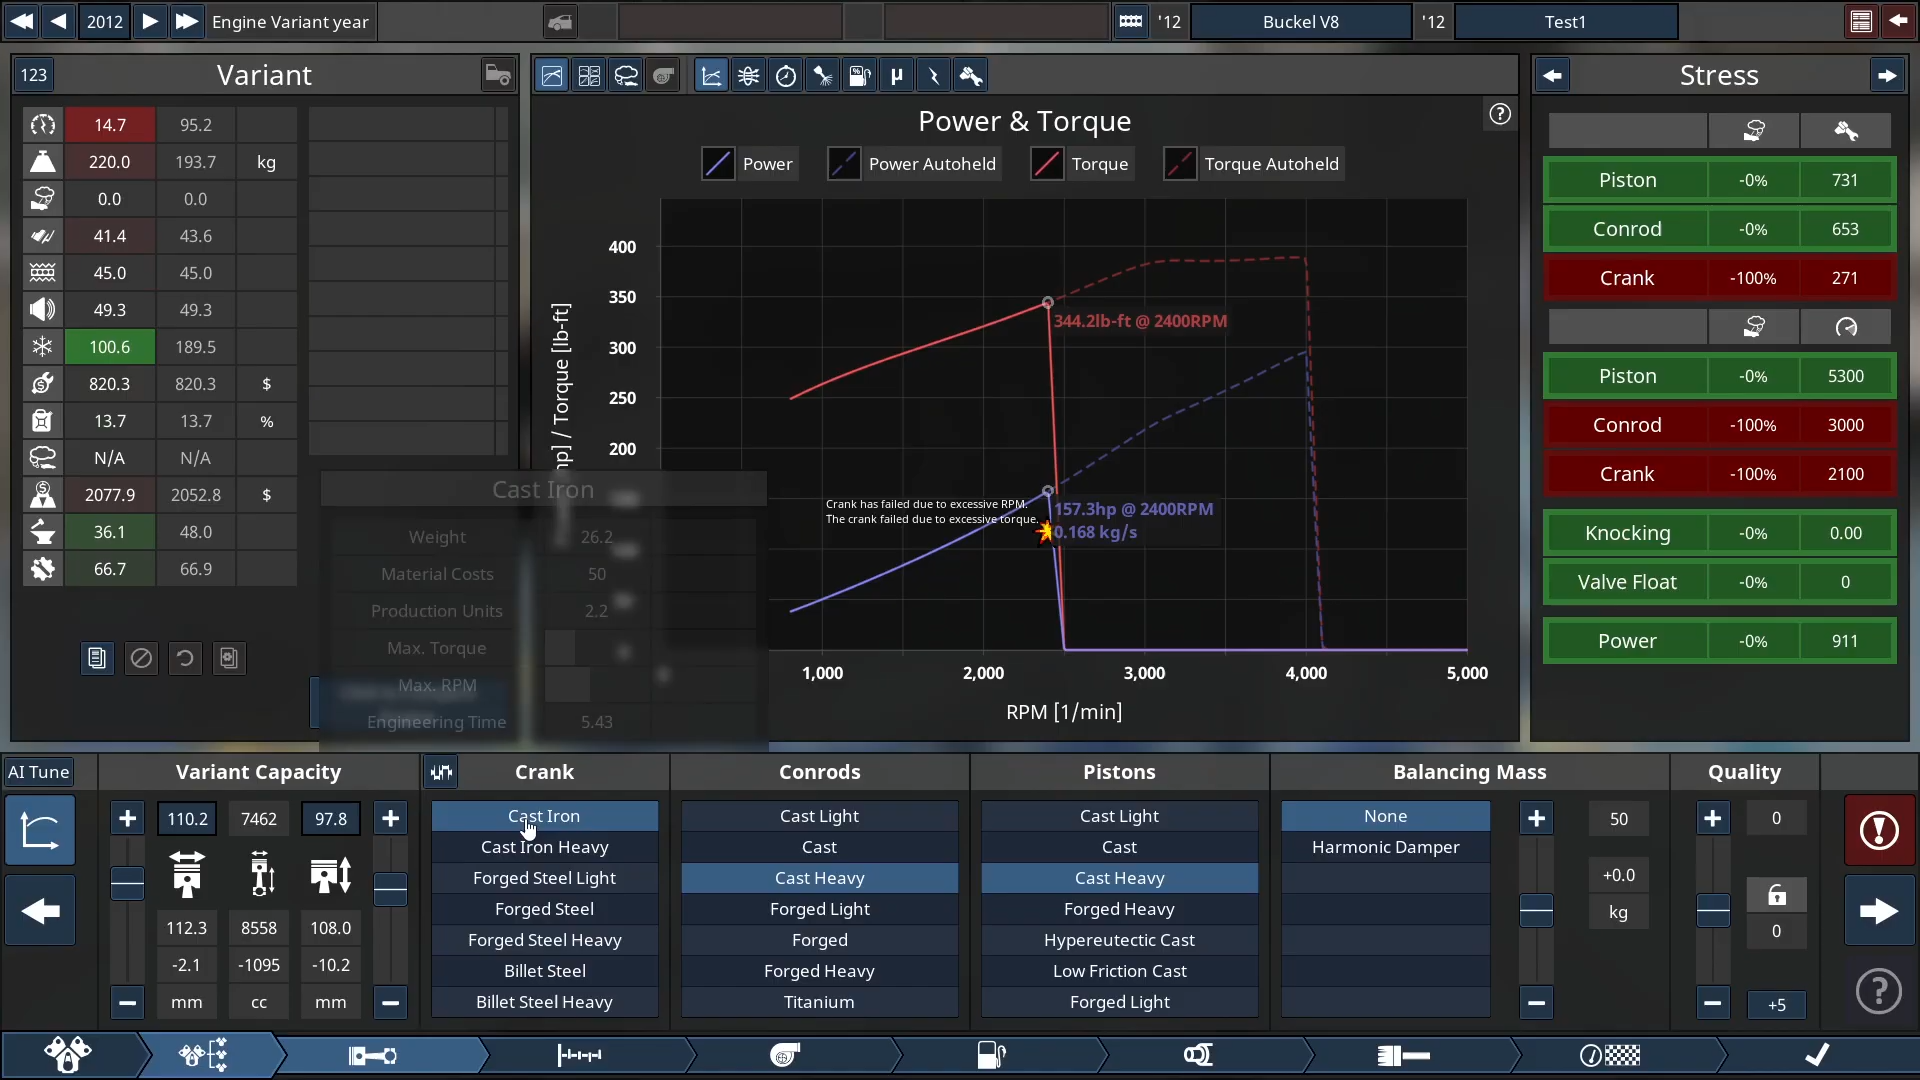 2012 Engine Variant year '12 Buckel V8 '12 Test1
123 Variant
14.7 95.2
220.0 193.7 kg
0.0 0.0
41.4 43.6
45.0 45.0
49.3 49.3
100.6 189.5
820.3 820.3 $
13.7 13.7 %
N/A N/A
2077.9 2052.8 $
36.1 48.0
66.7 66.9
Cast Iron
Weight 26.2
Material Costs 50
Production Units 2.2
Max. Torque
Max. RPM
Engineering Time 5.43
μ
Power & Torque
?
Power Power Autoheld Torque Torque Autoheld
400
350
300
250
200
hp] / Torque [lb-ft]
344.2lb-ft @ 2400RPM
Crank has failed due to excessive RPM.
The crank failed due to excessive torque.
157.3hp @ 2400RPM
0.168 kg/s
1,000 2,000 3,000 4,000 5,000
RPM [1/min]
Stress
Piston -0% 731
Conrod -0% 653
Crank -100% 271
Piston -0% 5300
Conrod -100% 3000
Crank -100% 2100
Knocking -0% 0.00
Valve Float -0% 0
Power -0% 911
AI Tune
Variant Capacity
110.2 7462 97.8
112.3 8558 108.0
-2.1 -1095 -10.2
mm cc mm
Crank
Cast Iron
Cast Iron Heavy
Forged Steel Light
Forged Steel
Forged Steel Heavy
Billet Steel
Billet Steel Heavy
Conrods
Cast Light
Cast
Cast Heavy
Forged Light
Forged
Forged Heavy
Titanium
Pistons
Cast Light
Cast
Cast Heavy
Forged Heavy
Hypereutectic Cast
Low Friction Cast
Forged Light
Balancing Mass
None
Harmonic Damper
50
+0.0
kg
Quality
0
0
+5
?